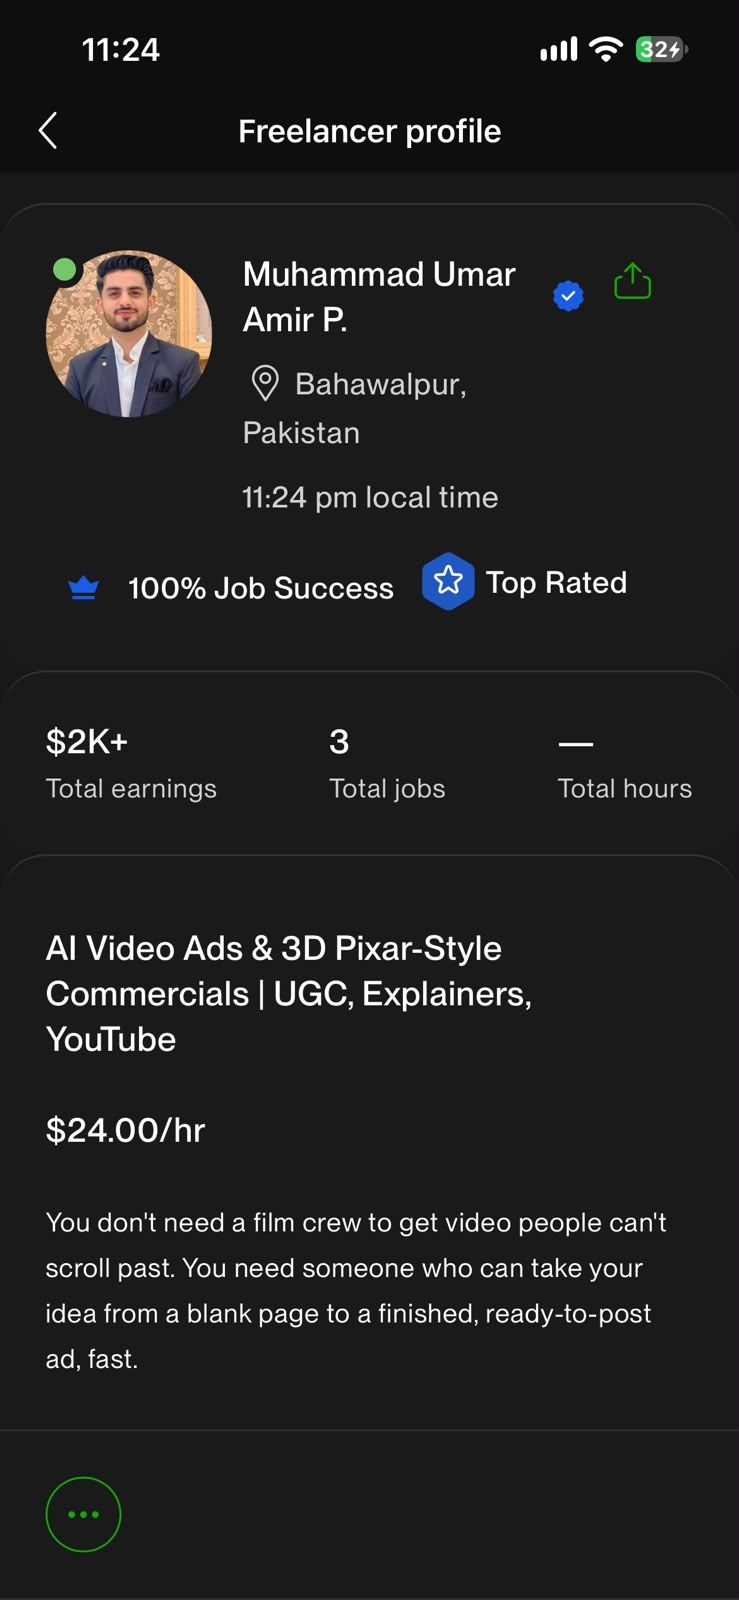 11:24
32
Freelancer profile
Muhammad Umar
Amir P.
Bahawalpur,
Pakistan
11:24 pm local time
100% Job Success
Top Rated
$2K+
Total earnings
3
Total jobs
—
Total hours
AI Video Ads & 3D Pixar-Style
Commercials | UGC, Explainers,
YouTube
$24.00/hr
You don't need a film crew to get video people can't
scroll past. You need someone who can take your
idea from a blank page to a finished, ready-to-post
ad, fast.